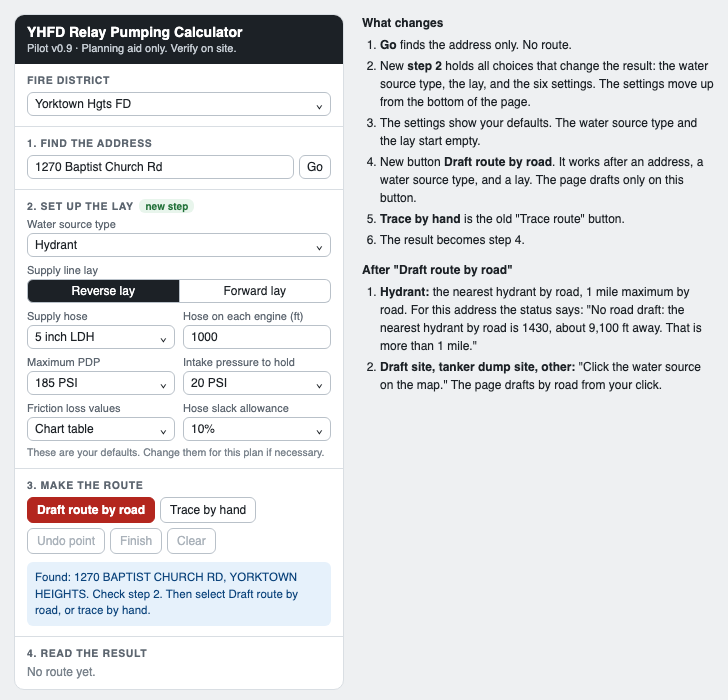 YHFD Relay Pumping Calculator
Pilot v0.9 · Planning aid only. Verify on site.
FIRE DISTRICT
Yorktown Hgts FD
1. FIND THE ADDRESS
1270 Baptist Church Rd
Go
2. SET UP THE LAY new step
Water source type
Hydrant
Supply line lay
Reverse lay Forward lay
Supply hose Hose on each engine (ft)
5 inch LDH 1000
Maximum PDP Intake pressure to hold
185 PSI 20 PSI
Friction loss values Hose slack allowance
Chart table 10%
These are your defaults. Change them for this plan if necessary.
3. MAKE THE ROUTE
Draft route by road Trace by hand
Undo point Finish Clear
Found: 1270 BAPTIST CHURCH RD, YORKTOWN
HEIGHTS. Check step 2. Then select Draft route by
road, or trace by hand.
4. READ THE RESULT
No route yet.
What changes
1. Go finds the address only. No route.
2. New step 2 holds all choices that change the result: the water
source type, the lay, and the six settings. The settings move up
from the bottom of the page.
3. The settings show your defaults. The water source type and
the lay start empty.
4. New button Draft route by road. It works after an address, a
water source type, and a lay. The page drafts only on this
button.
5. Trace by hand is the old "Trace route" button.
6. The result becomes step 4.
After "Draft route by road"
1. Hydrant: the nearest hydrant by road, 1 mile maximum by
road. For this address the status says: "No road draft: the
nearest hydrant by road is 1430, about 9,100 ft away. That is
more than 1 mile."
2. Draft site, tanker dump site, other: "Click the water source
on the map." The page drafts by road from your click.